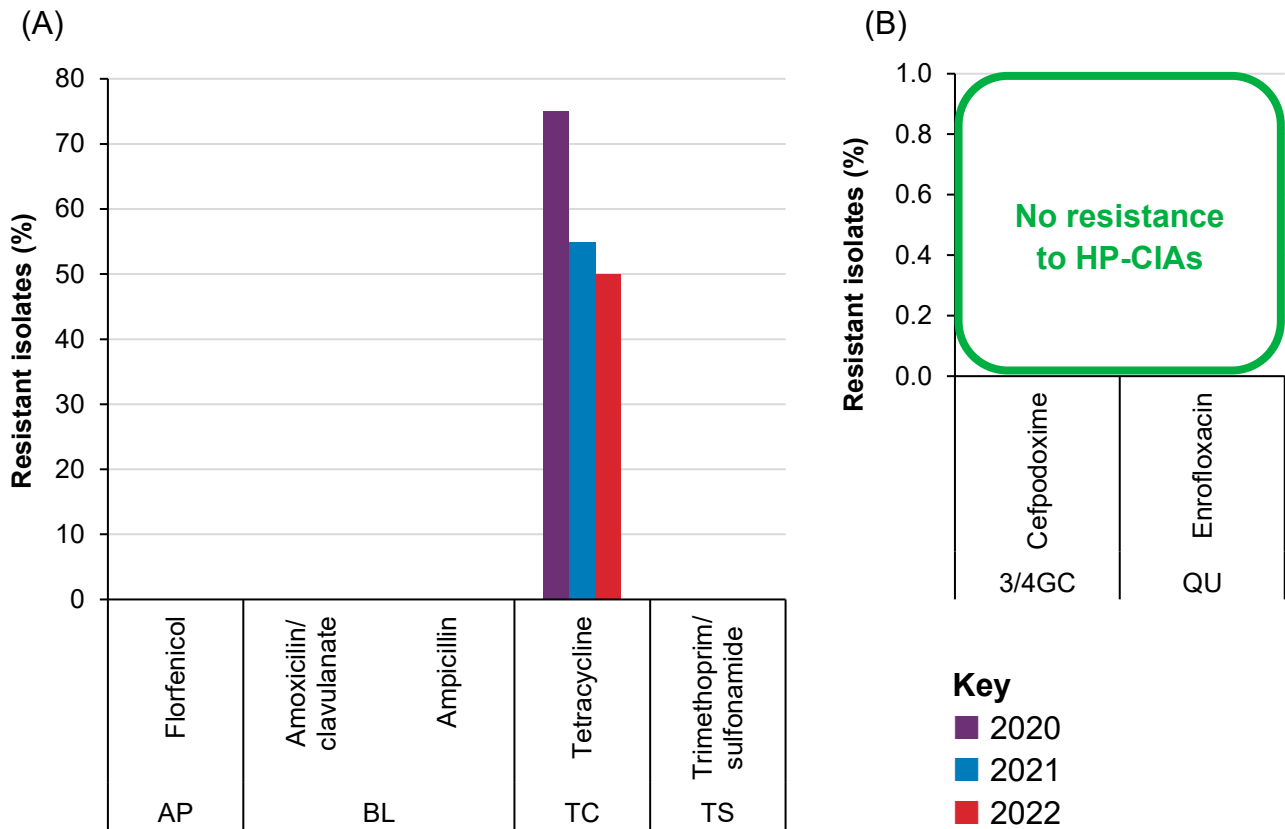 (A)
Resistant isolates (%)
80
70
60
50
40
30
20
10
0
Florfenicol
Amoxicilin/
clavulanate
Ampicillin
Tetracycline
Trimethoprim/
sulfonamide
AP
BL
TC
TS
(B)
Resistant isolates (%)
1.0
0.8
0.6
0.4
0.2
0.0
No resistance
to HP-CIAs
Cefpodoxime
Enrofloxacin
3/4GC
QU
Key
2020
2021
2022